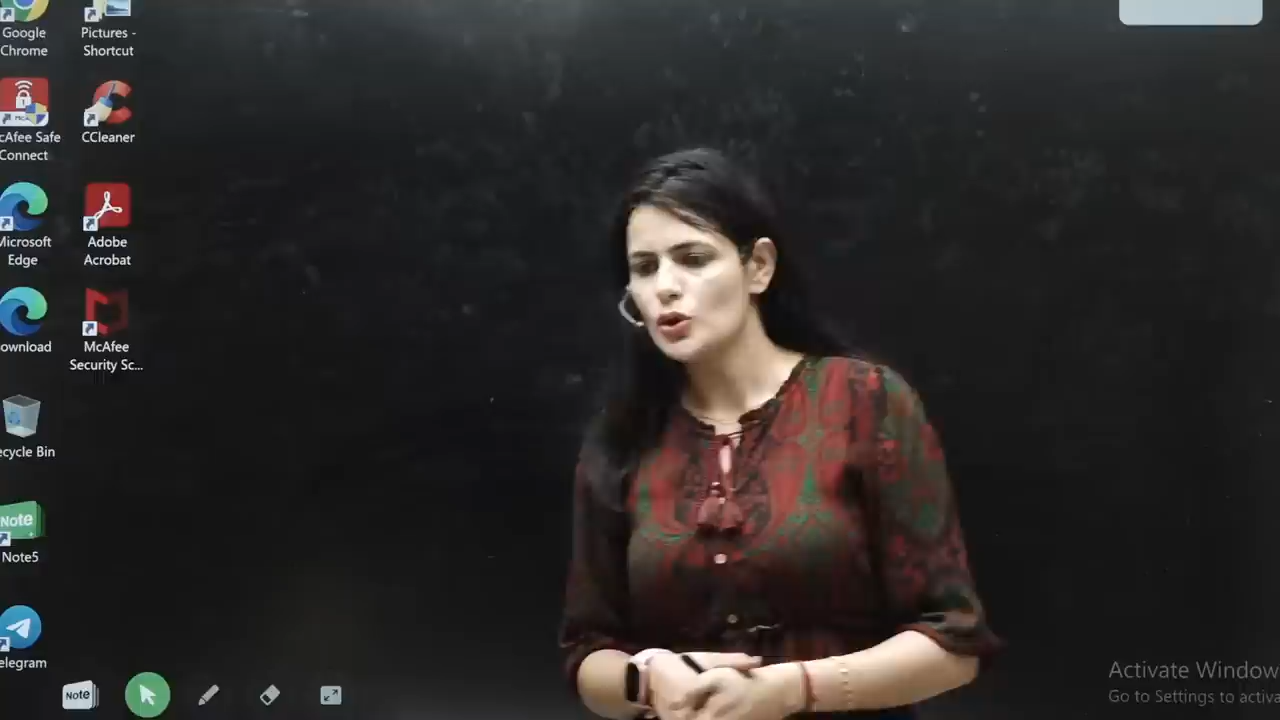 Google
Chrome
Pictures -
Shortcut
cAfee Safe
Connect
CCleaner
Microsoft
Edge
Adobe
Acrobat
ownload
McAfee
Security Sc...
ecycle Bin
Note
Note5
elegram
Note
Activate Window
Go to Settings to activa